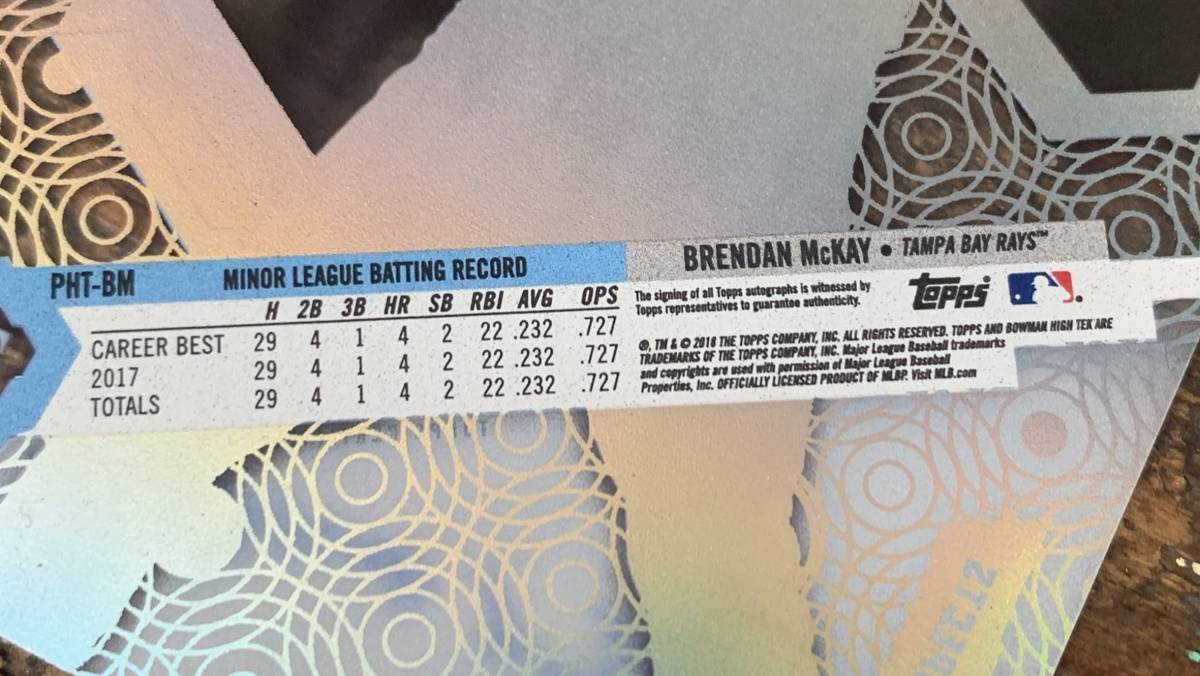 PHT-BM
MINOR LEAGUE BATTING RECORD
H 2B 3B HR SB RBI AVG OPS
CAREER BEST 29 4 1 4 2 22 .232 .727
2017 29 4 1 4 2 22 .232 .727
TOTALS 29 4 1 4 2 22 .232 .727
BRENDAN McKAY • TAMPA BAY RAYS™
The signing of all Topps autographs is witnessed by
Topps representatives to guarantee authenticity.
topps
®, TM & © 2018 THE TOPPS COMPANY, INC. ALL RIGHTS RESERVED. TOPPS AND BOWMAN HIGH TEK ARE
TRADEMARKS OF THE TOPPS COMPANY, INC. Major League Baseball trademarks
and copyrights are used with permission of Major League Baseball
Properties, Inc. OFFICIALLY LICENSED PRODUCT OF MLBP. Visit MLB.com